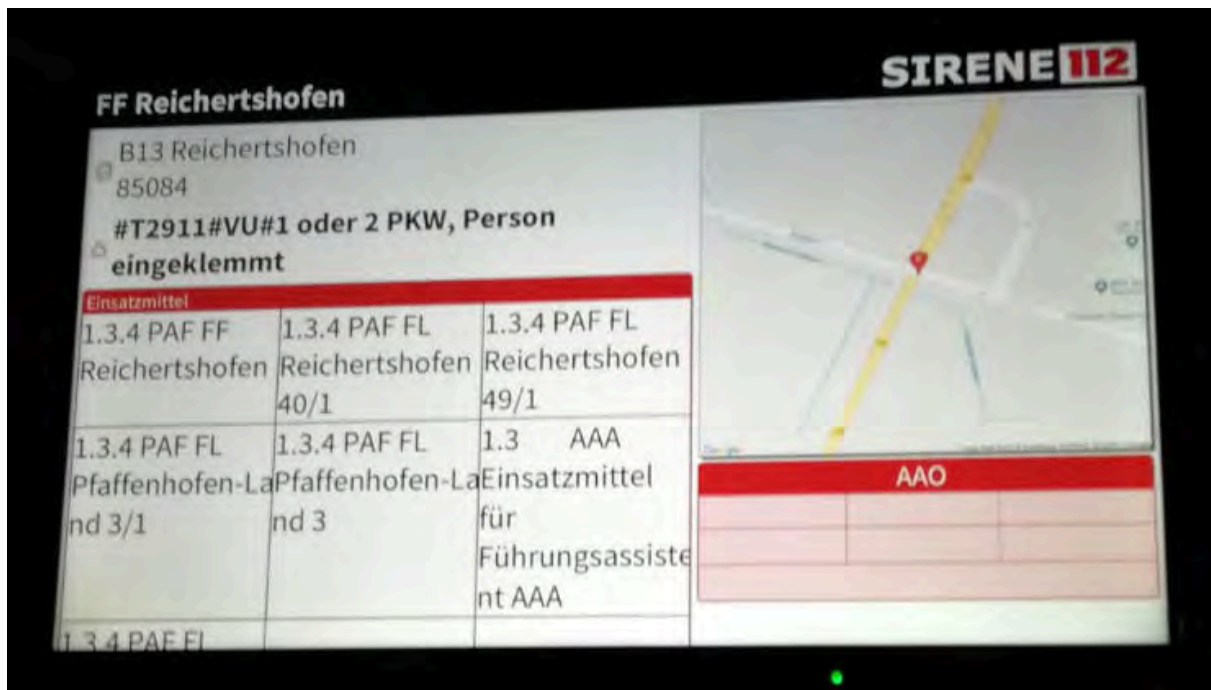 SIRENE112
FF Reichertshofen
B13 Reichertshofen
85084
#T2911#VU#1 oder 2 PKW, Person
eingeklemmt
Einsatzmittel
1.3.4 PAF FF
Reichertshofen
1.3.4 PAF FL
Reichertshofen
40/1
1.3.4 PAF FL
Reichertshofen
49/1
1.3.4 PAF FL
Pfaffenhofen-La
nd 3/1
1.3.4 PAF FL
Pfaffenhofen-La
nd 3
1.3 AAA
Einsatzmittel
für
Führungsassiste
nt AAA
1.3.4 PAF FL
Google
AAO